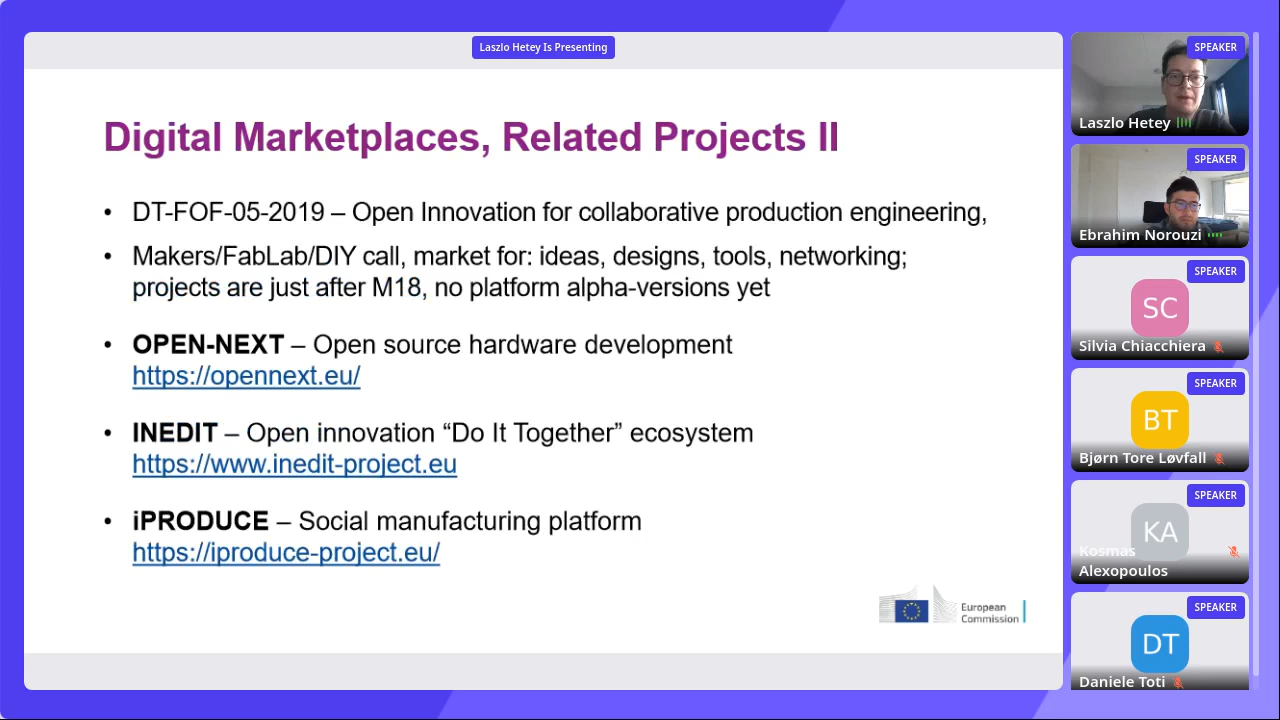 Laszlo Hetey Is Presenting
Digital Marketplaces, Related Projects II
• DT-FOF-05-2019 – Open Innovation for collaborative production engineering,
• Makers/FabLab/DIY call, market for: ideas, designs, tools, networking;
projects are just after M18, no platform alpha-versions yet
• OPEN-NEXT – Open source hardware development
https://opennext.eu/
• INEDIT – Open innovation “Do It Together” ecosystem
https://www.inedit-project.eu
• iPRODUCE – Social manufacturing platform
https://iproduce-project.eu/
European
Commission
SPEAKER
Laszlo Hetey
SPEAKER
Ebrahim Norouzi
SPEAKER
SC
Silvia Chiacchiera
SPEAKER
BT
Bjørn Tore Løvfall
SPEAKER
KA
Kosmas
Alexopoulos
SPEAKER
DT
Daniele Toti